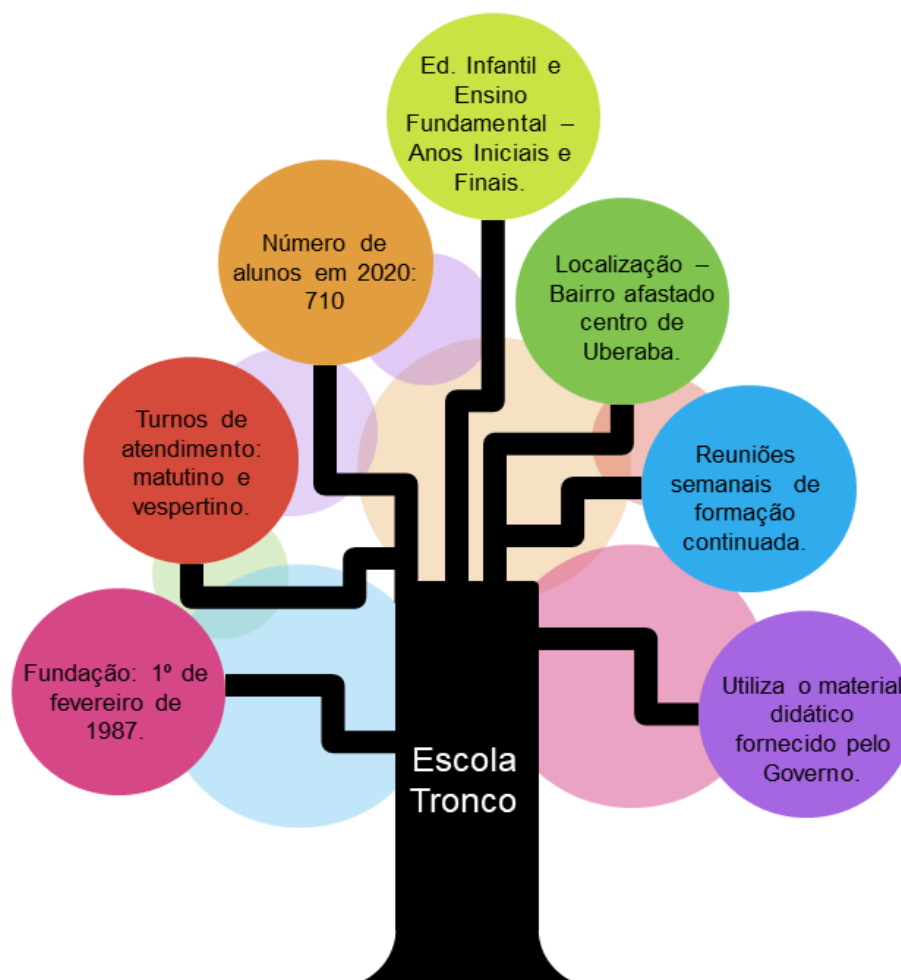 Ed. Infantil e
Ensino
Fundamental –
Anos Iniciais e
Finais.
Número de
alunos em 2020:
710
Localização –
Bairro afastado
centro de
Uberaba.
Turnos de
atendimento:
matutino e
vespertino.
Reuniões
semanais de
formação
continuada.
Fundação: 1º de
fevereiro de
1987.
Utiliza o material
didático
fornecido pelo
Governo.
Escola
Tronco